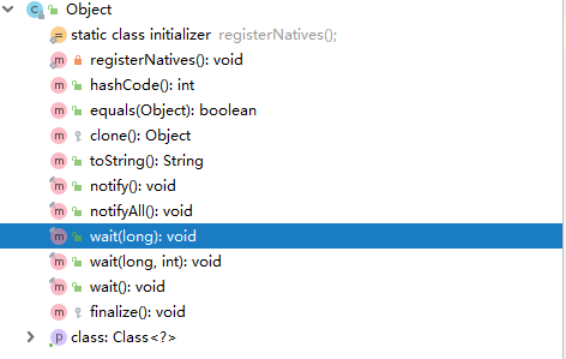 Object
static class initializer registerNatives();
registerNatives(): void
hashCode(): int
equals(Object): boolean
clone(): Object
toString(): String
notify(): void
notifyAll(): void
wait(long): void
wait(long, int): void
wait(): void
finalize(): void
class: Class<?>